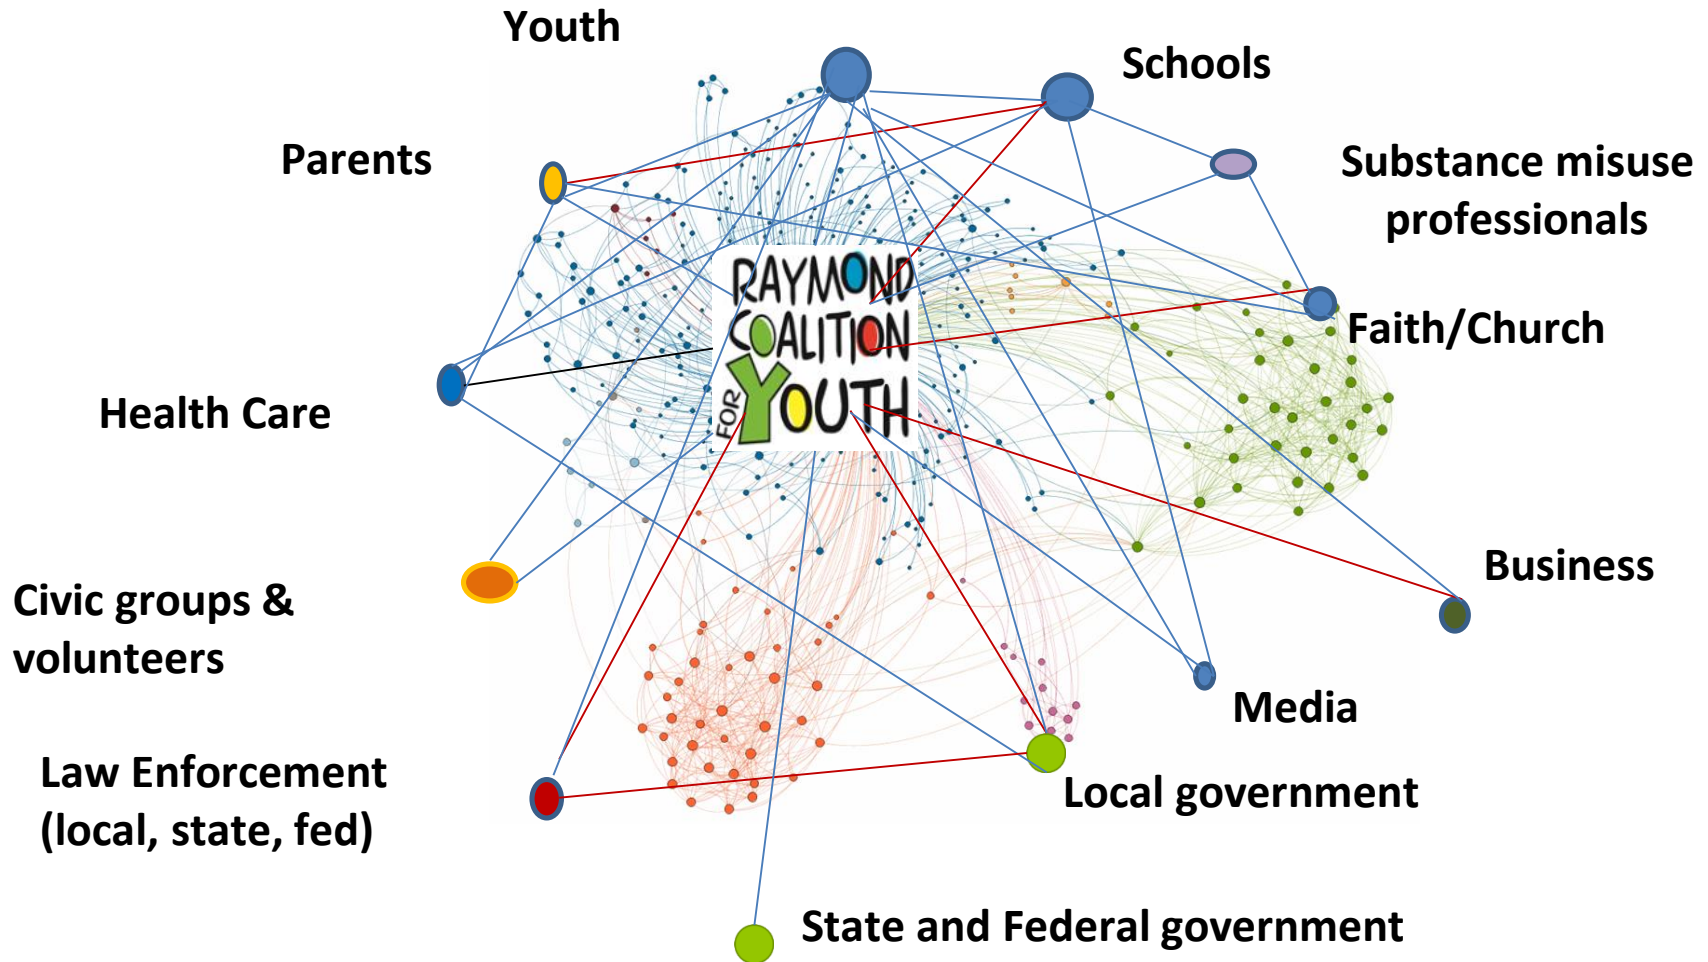 Youth
Schools
Parents
Substance misuse
professionals
RAYMOND
COALITION
FOR YOUTH
Faith/Church
Health Care
Business
Civic groups &
volunteers
Media
Law Enforcement
(local, state, fed)
Local government
State and Federal government